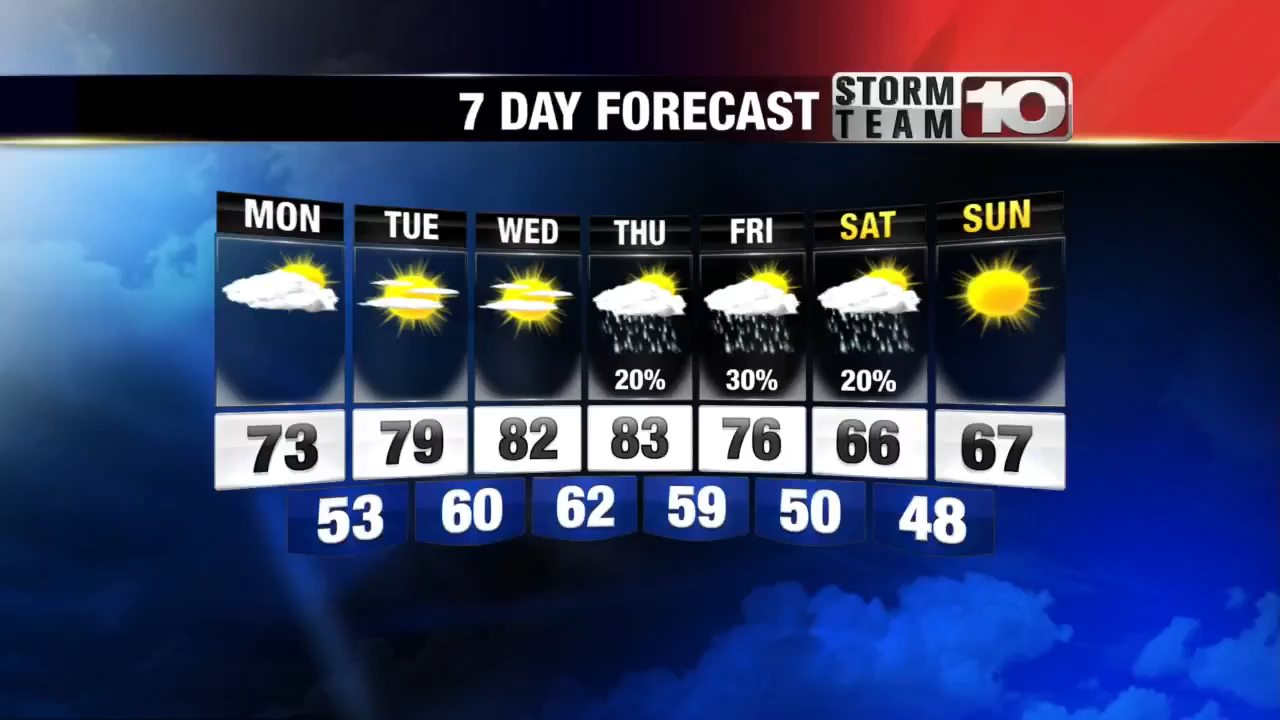 7 DAY FORECAST
STORM
TEAM
10
MON TUE WED THU FRI SAT SUN
20% 30% 20%
73 79 82 83 76 66 67
53 60 62 59 50 48